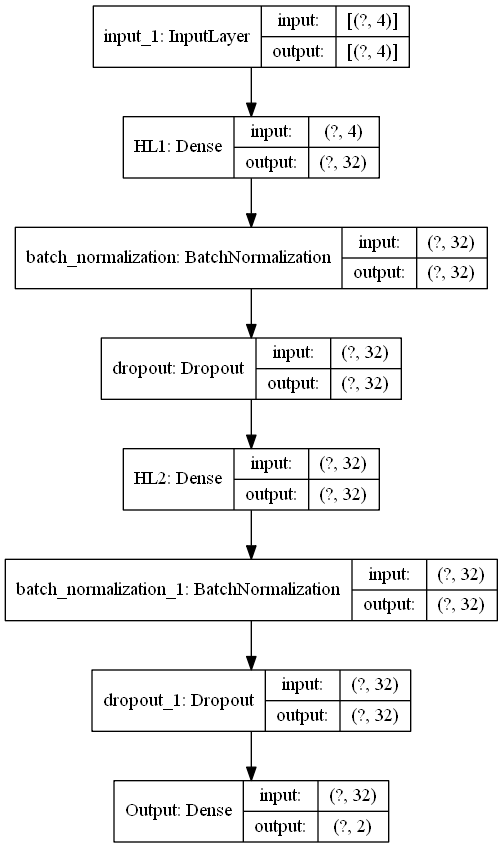 input_1: InputLayer
input:
[(?, 4)]
output:
[(?, 4)]
HL1: Dense
input:
(?, 4)
output:
(?, 32)
batch_normalization: BatchNormalization
input:
(?, 32)
output:
(?, 32)
dropout: Dropout
input:
(?, 32)
output:
(?, 32)
HL2: Dense
input:
(?, 32)
output:
(?, 32)
batch_normalization_1: BatchNormalization
input:
(?, 32)
output:
(?, 32)
dropout_1: Dropout
input:
(?, 32)
output:
(?, 32)
Output: Dense
input:
(?, 32)
output:
(?, 2)